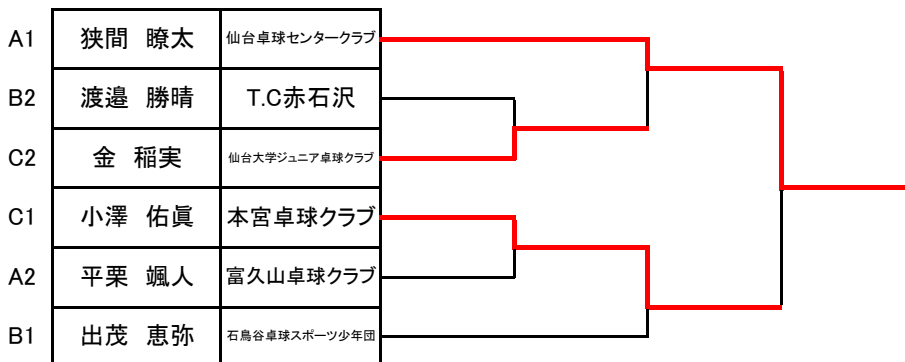 A1 狭間 瞭太 仙台卓球センタークラブ
B2 渡邉 勝晴 T.C赤石沢
C2 金 稲実 仙台大学ジュニア卓球クラブ
C1 小澤 佑眞 本宮卓球クラブ
A2 平栗 颯人 富久山卓球クラブ
B1 出茂 恵弥 石鳥谷卓球スポーツ少年団